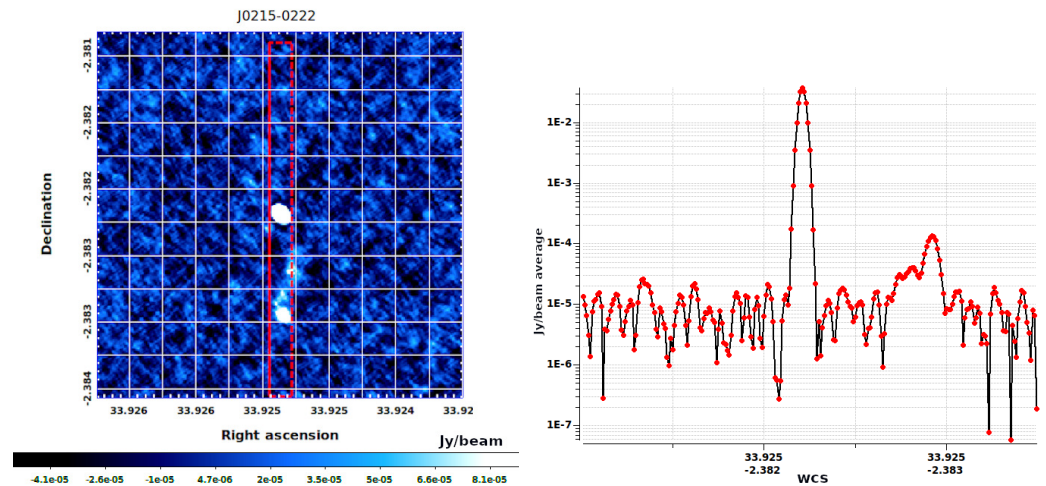 J0215-0222
-2.381
-2.382
-2.382
-2.383
-2.383
-2.384
Declination
33.926 33.926 33.925 33.925 33.924 33.92
Right ascension
Jy/beam
-4.1e-05 -2.6e-05 -1e-05 4.7e-06 2e-05 3.5e-05 5e-05 6.6e-05 8.1e-05
1E-2
1E-3
1E-4
1E-5
1E-6
1E-7
Jy/beam average
33.925 33.925
-2.382 -2.383
WCS